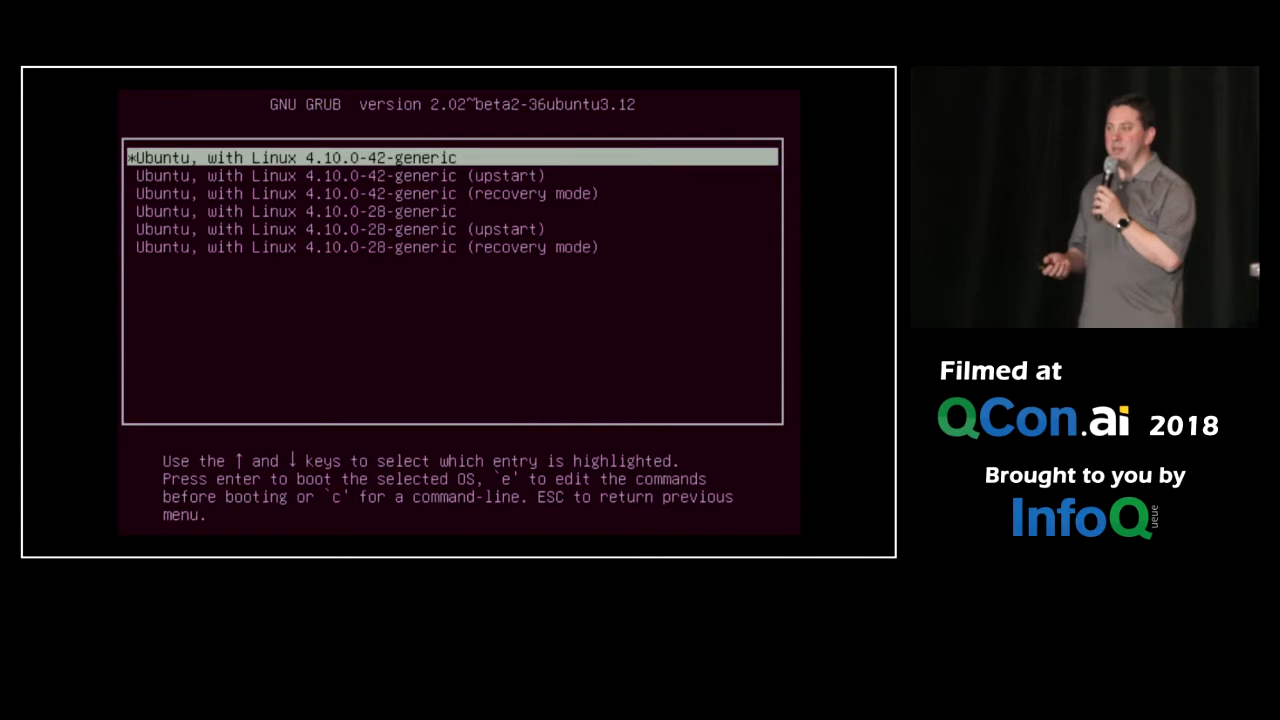 GNU GRUB version 2.02~beta2-36ubuntu3.12
*Ubuntu, with Linux 4.10.0-42-generic
Ubuntu, with Linux 4.10.0-42-generic (upstart)
Ubuntu, with Linux 4.10.0-42-generic (recovery mode)
Ubuntu, with Linux 4.10.0-28-generic
Ubuntu, with Linux 4.10.0-28-generic (upstart)
Ubuntu, with Linux 4.10.0-28-generic (recovery mode)
Use the ↑ and ↓ keys to select which entry is highlighted.
Press enter to boot the selected OS, `e' to edit the commands
before booting or `c' for a command-line. ESC to return previous
menu.
Filmed at
QCon.ai 2018
Brought to you by
InfoQ
ueue